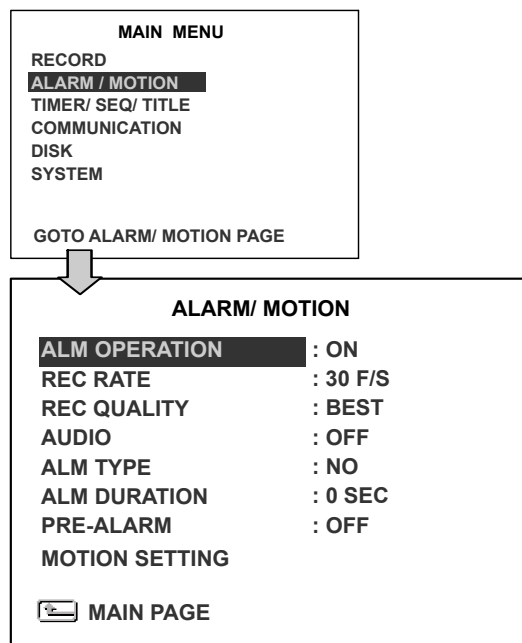 MAIN MENU
RECORD
ALARM / MOTION
TIMER/ SEQ/ TITLE
COMMUNICATION
DISK
SYSTEM
GOTO ALARM/ MOTION PAGE
ALARM/ MOTION
ALM OPERATION : ON
REC RATE : 30 F/S
REC QUALITY : BEST
AUDIO : OFF
ALM TYPE : NO
ALM DURATION : 0 SEC
PRE-ALARM : OFF
MOTION SETTING
MAIN PAGE